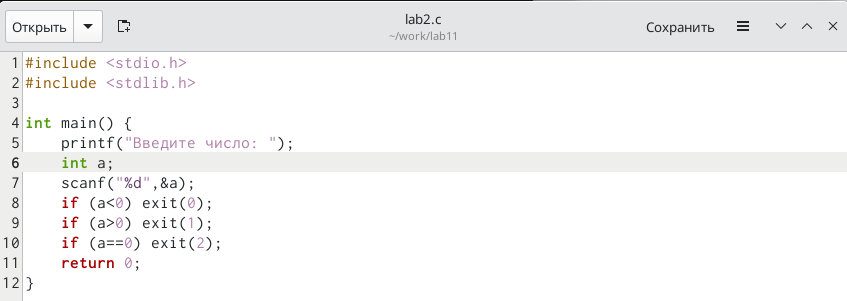 Открыть
lab2.c
~/work/lab11
Сохранить
1 #include <stdio.h>
2 #include <stdlib.h>
3
4 int main() {
5     printf("Введите число: ");
6     int a;
7     scanf("%d",&a);
8     if (a<0) exit(0);
9     if (a>0) exit(1);
10     if (a==0) exit(2);
11     return 0;
12 }